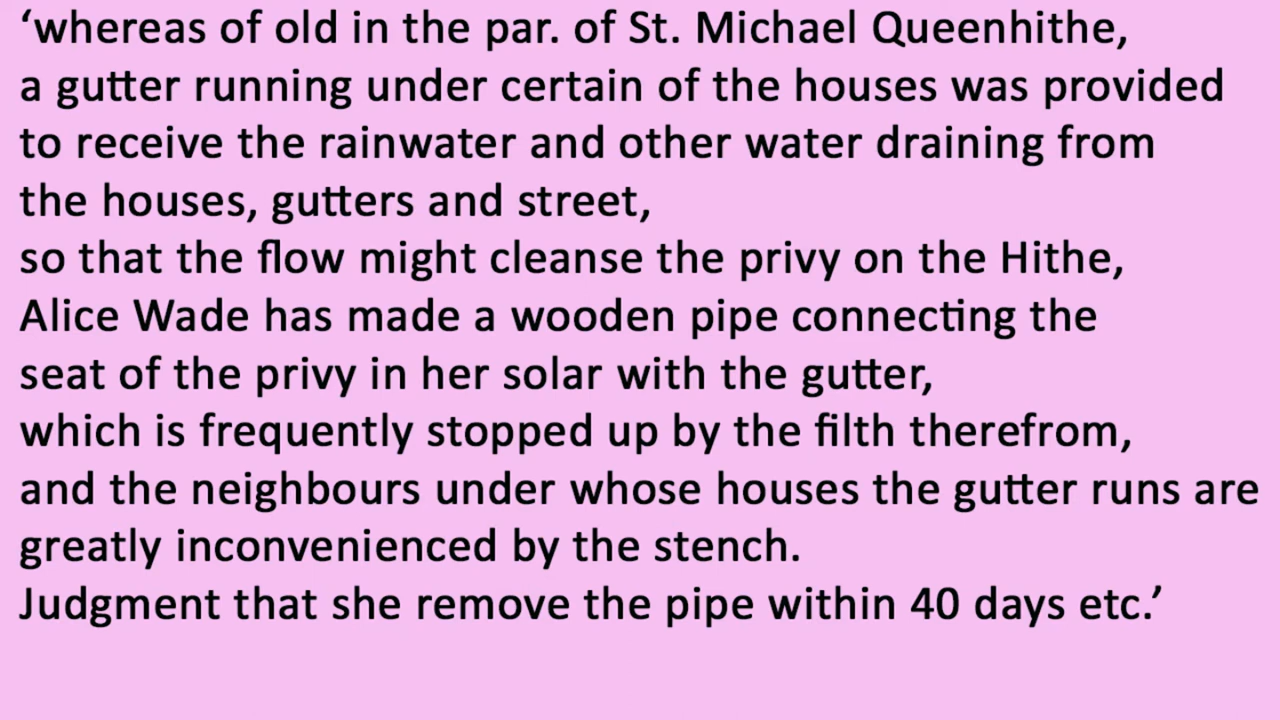 ‘whereas of old in the par. of St. Michael Queenhithe,
a gutter running under certain of the houses was provided
to receive the rainwater and other water draining from
the houses, gutters and street,
so that the flow might cleanse the privy on the Hithe,
Alice Wade has made a wooden pipe connecting the
seat of the privy in her solar with the gutter,
which is frequently stopped up by the filth therefrom,
and the neighbours under whose houses the gutter runs are
greatly inconvenienced by the stench.
Judgment that she remove the pipe within 40 days etc.’